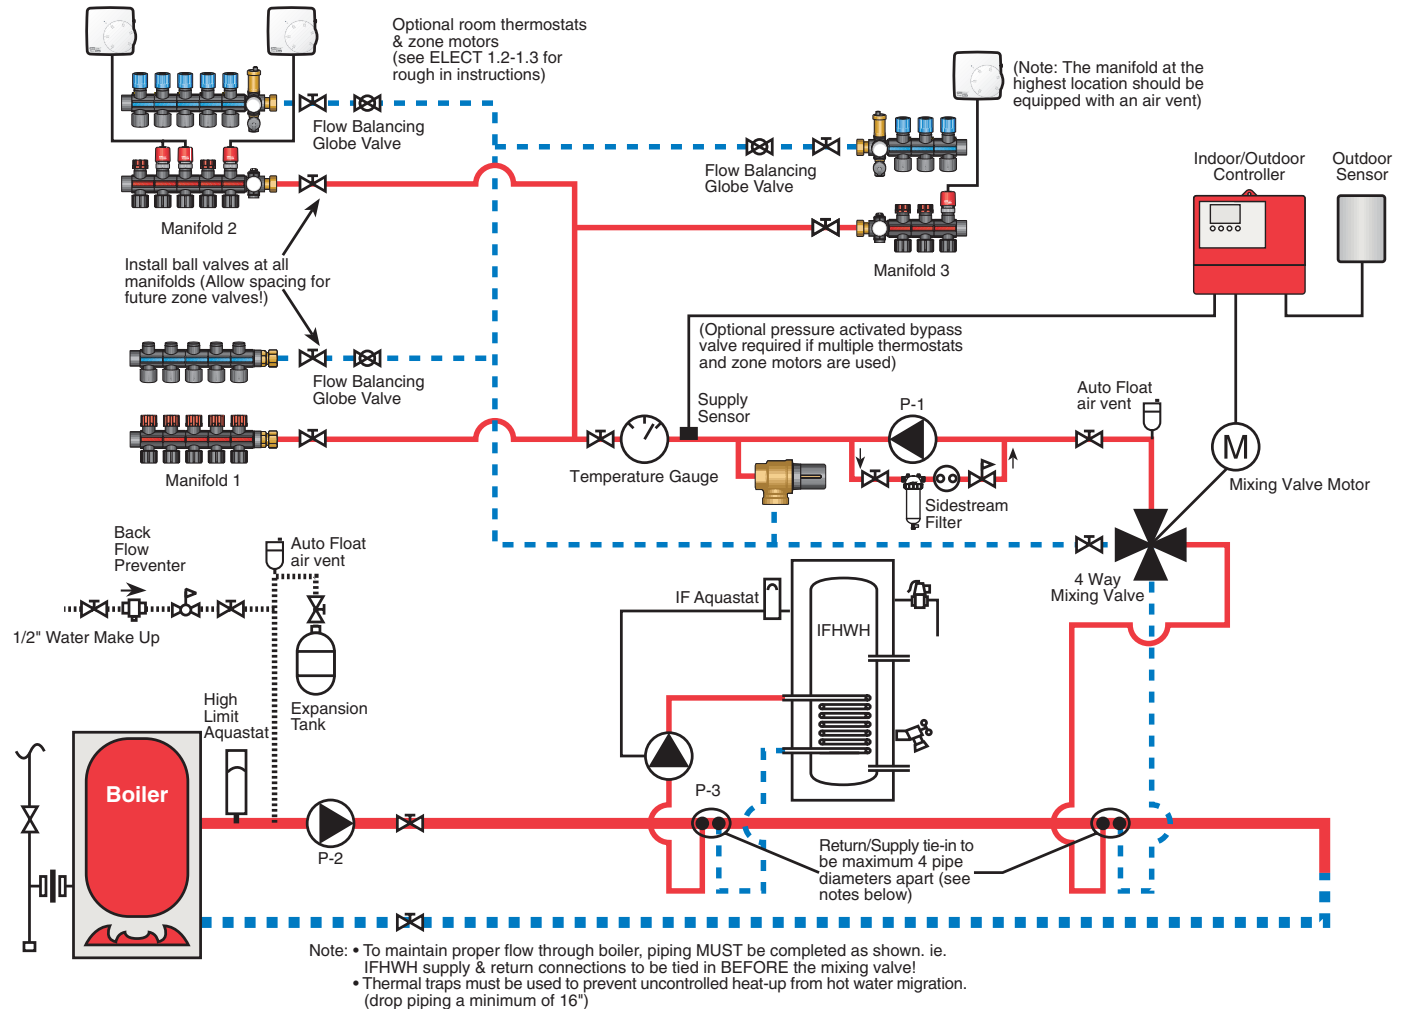 Optional room thermostats
& zone motors
(see ELECT 1.2-1.3 for
rough in instructions)
(Note: The manifold at the
highest location should be
equipped with an air vent)
Flow Balancing
Globe Valve
Flow Balancing
Globe Valve
Indoor/Outdoor
Controller
Outdoor
Sensor
Manifold 2
Manifold 3
Install ball valves at all
manifolds (Allow spacing for
future zone valves!)
(Optional pressure activated bypass
valve required if multiple thermostats
and zone motors are used)
Flow Balancing
Globe Valve
Supply
Sensor
P-1
Auto Float
air vent
M
Manifold 1
Temperature Gauge
Mixing Valve Motor
Sidestream
Filter
Back
Flow
Preventer
Auto Float
air vent
4 Way
Mixing Valve
IF Aquastat
IFHWH
1/2" Water Make Up
High
Limit
Aquastat
Expansion
Tank
Boiler
P-3
P-2
Return/Supply tie-in to
be maximum 4 pipe
diameters apart (see
notes below)
Note: • To maintain proper flow through boiler, piping MUST be completed as shown. ie.
IFHWH supply & return connections to be tied in BEFORE the mixing valve!
• Thermal traps must be used to prevent uncontrolled heat-up from hot water migration.
(drop piping a minimum of 16")